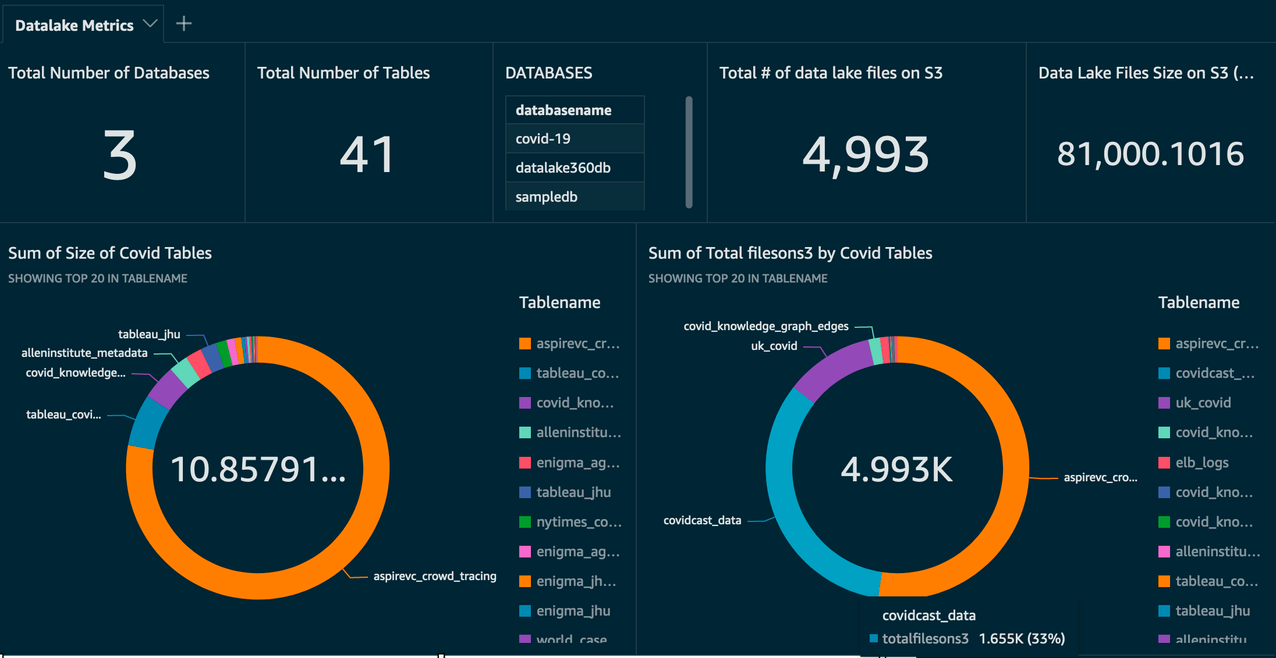 Datalake Metrics
Total Number of Databases
3
Total Number of Tables
41
DATABASES
databasename
covid-19
datalake360db
sampledb
Total # of data lake files on S3
4,993
Data Lake Files Size on S3 (...
81,000.1016
Sum of Size of Covid Tables
SHOWING TOP 20 IN TABLENAME
tableau_jhu
alleninstitute_metadata
covid_knowledge...
tableau_covi...
10.85791...
aspirevc_crowd_tracing
Tablename
aspirevc_cr...
tableau_co...
covid_kno...
alleninstitu...
enigma_ag...
tableau_jhu
nytimes_co...
enigma_ag...
enigma_jh...
enigma_jhu
world_case
Sum of Total filesons3 by Covid Tables
SHOWING TOP 20 IN TABLENAME
covid_knowledge_graph_edges
uk_covid
4.993K
aspirevc_cro...
covidcast_data
covidcast_data
totalfilesons3 1.655K (33%)
Tablename
aspirevc_cr...
covidcast_...
uk_covid
covid_kno...
elb_logs
covid_kno...
covid_kno...
alleninstitu...
tableau_co...
tableau_jhu
alleninstitu